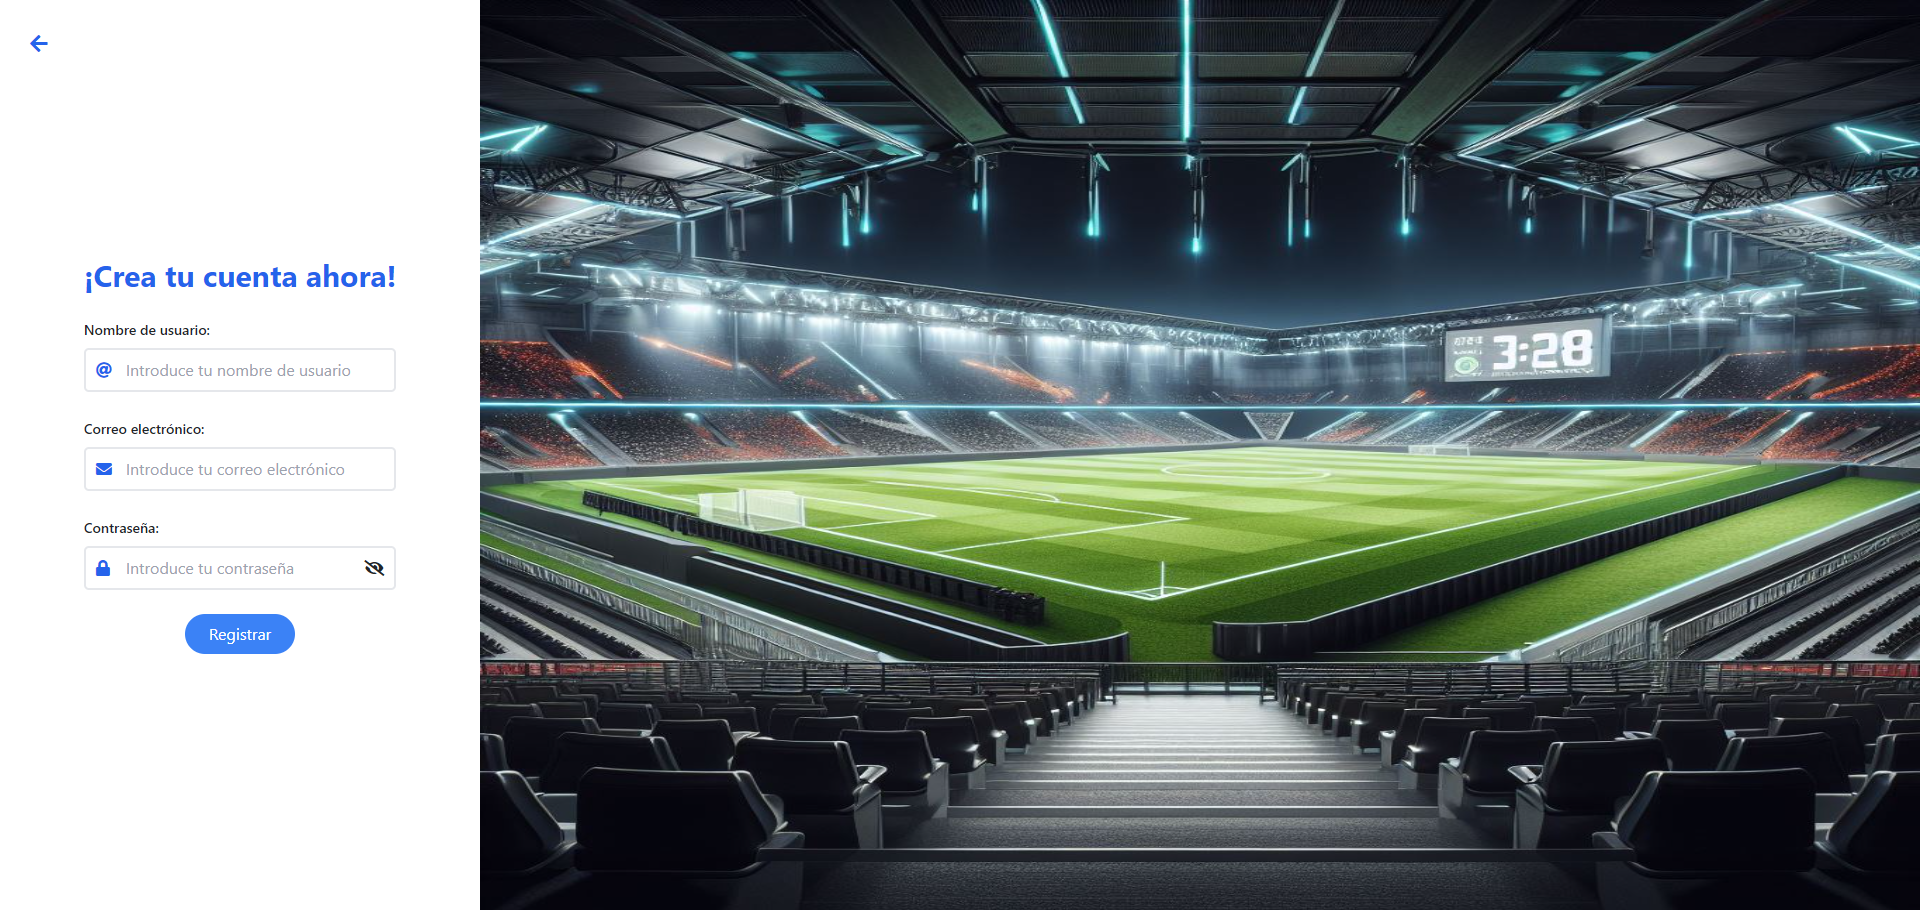 ¡Crea tu cuenta ahora!
Nombre de usuario:
Introduce tu nombre de usuario
Correo electrónico:
Introduce tu correo electrónico
Contraseña:
Introduce tu contraseña
Registrar
3:28